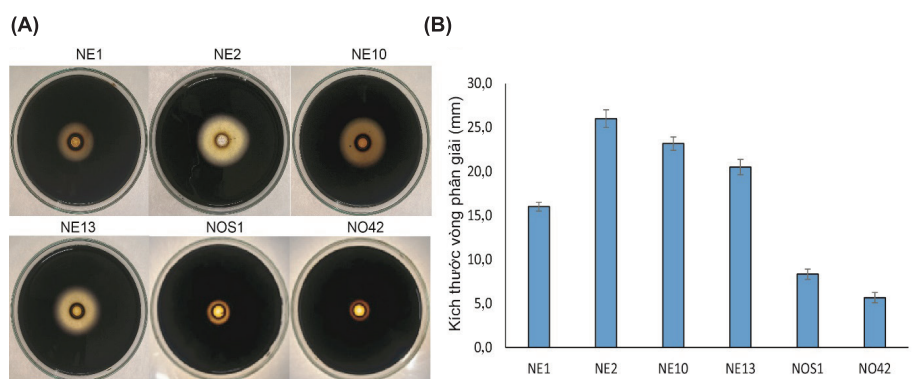 (A)
NE1 NE2 NE10
NE13 NOS1 NO42
(B)
Kích thước vòng phân giải (mm)
30,0
25,0
20,0
15,0
10,0
5,0
0,0
NE1 NE2 NE10 NE13 NOS1 NO42